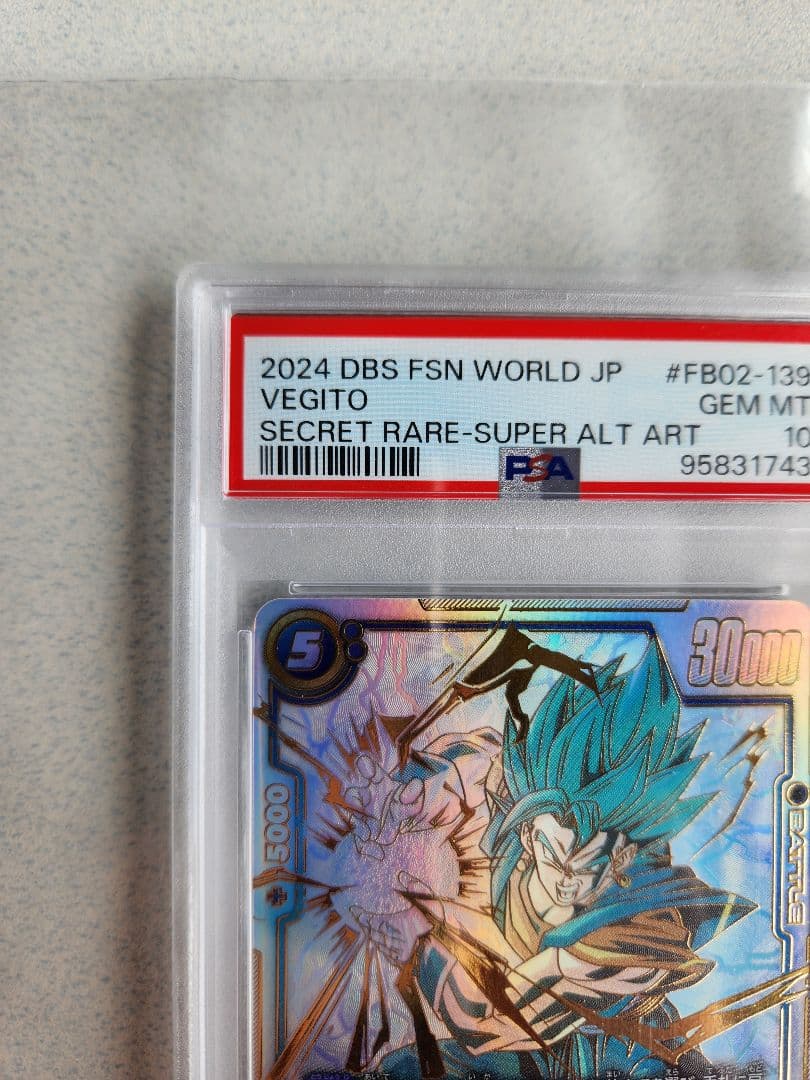 2024 DBS FSN WORLD JP #FB02-139
VEGITO GEM MT
SECRET RARE-SUPER ALT ART 10
PSA 95831743
5
30000
+5000
BATTLE